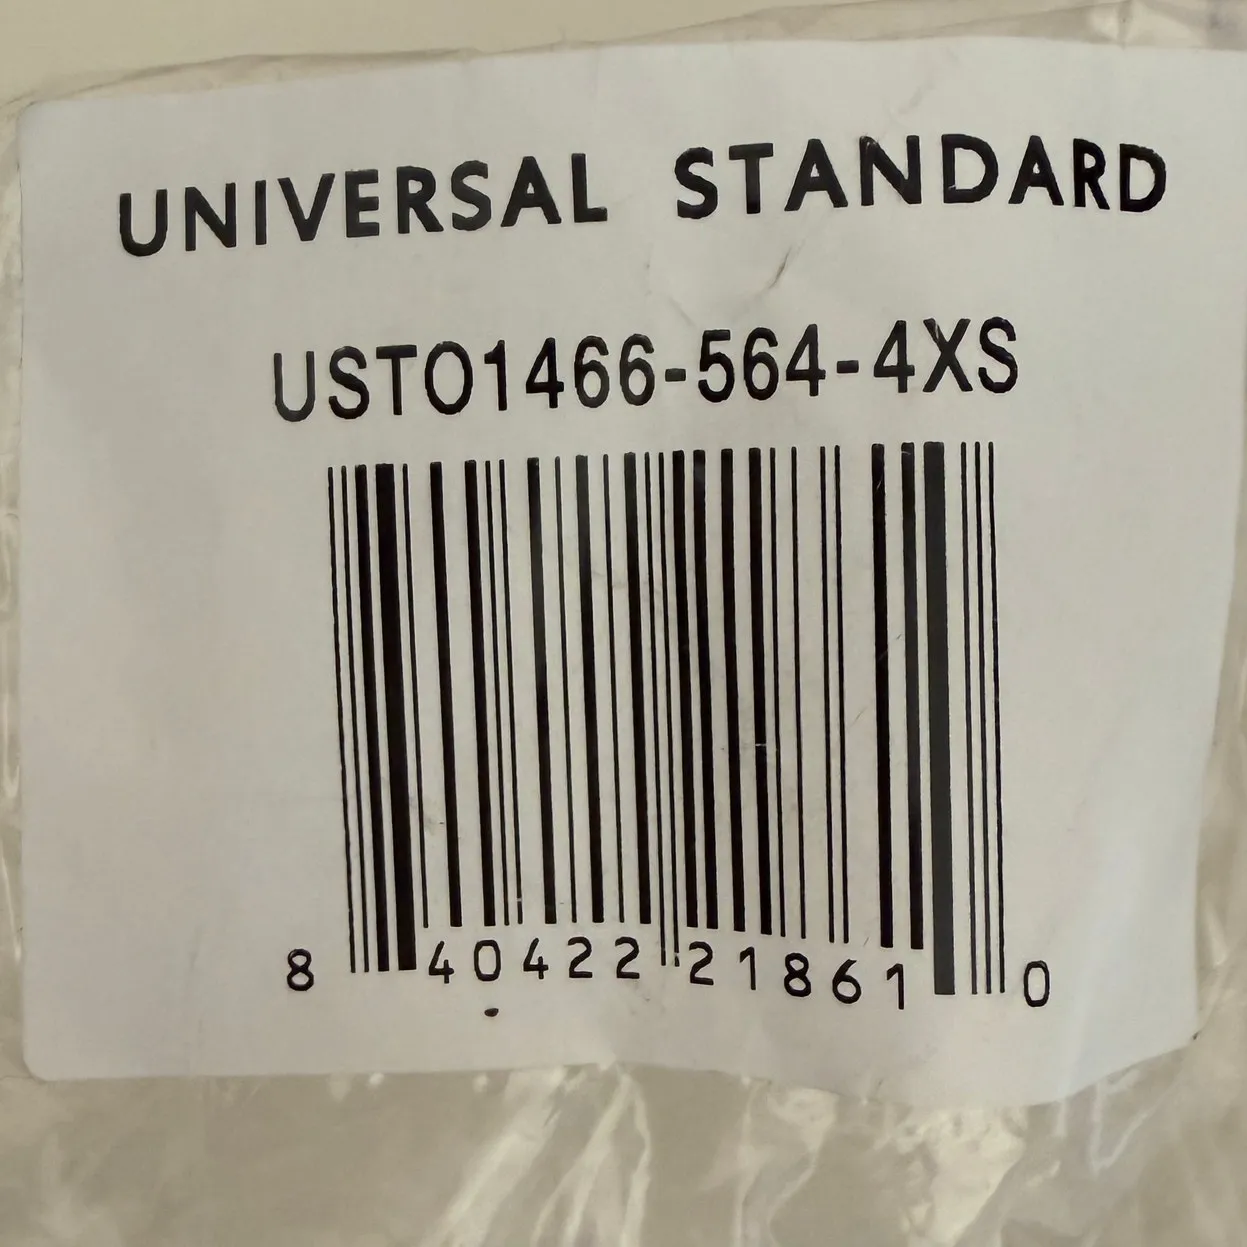 UNIVERSAL STANDARD
USTO1466-564-4XS
8 40422 21861 0